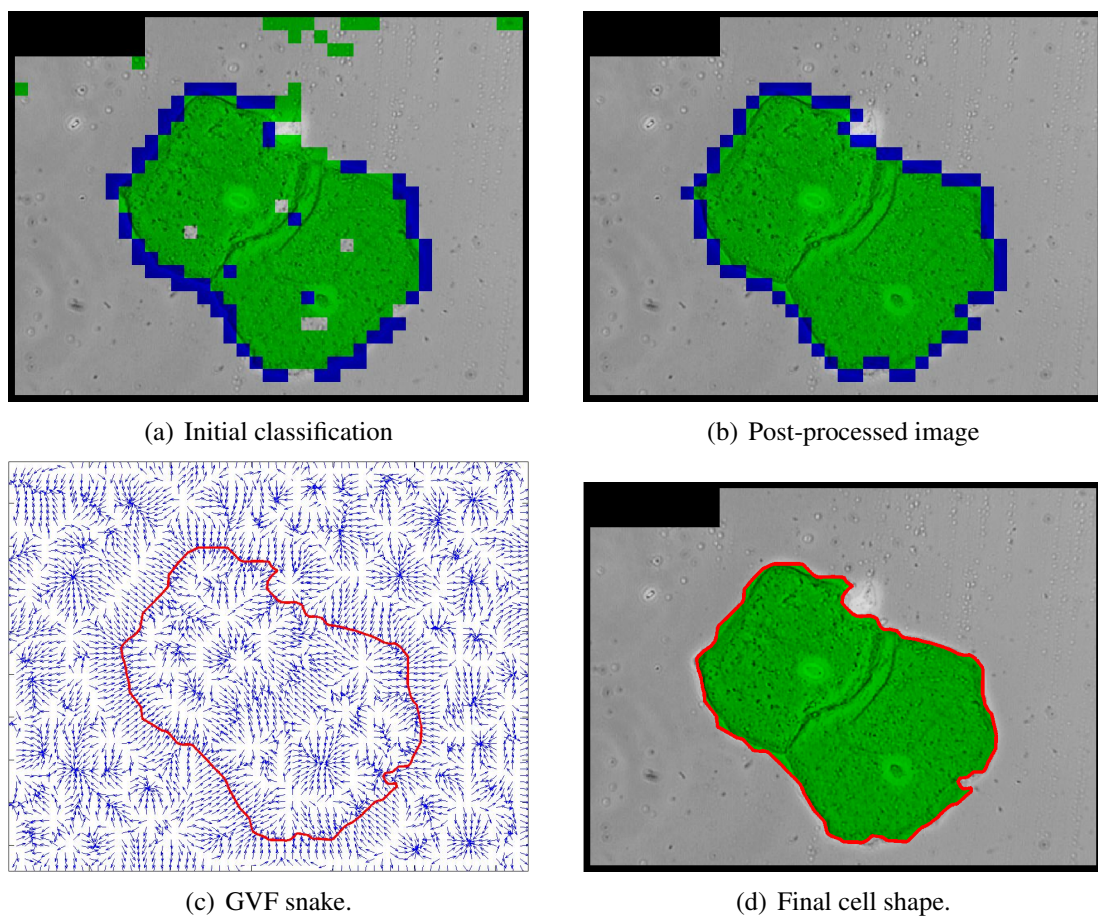 (a) Initial classification
(b) Post-processed image
(c) GVF snake.
(d) Final cell shape.